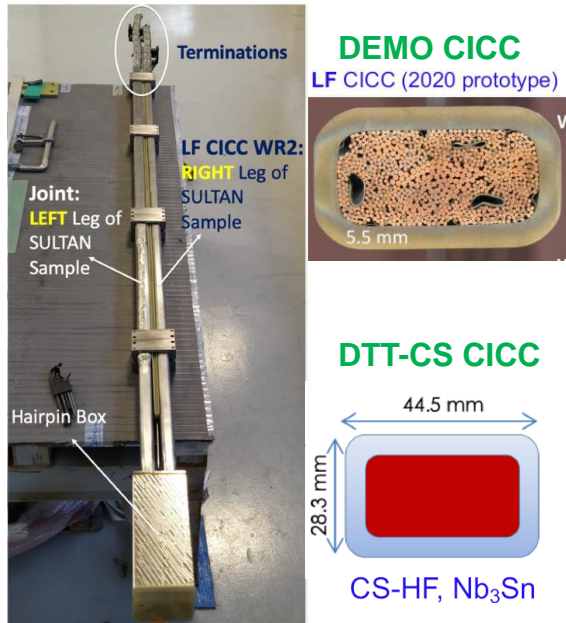 Terminations
LF CICC WR2:
RIGHT Leg of
SULTAN
Sample
Joint:
LEFT Leg of
SULTAN
Sample
Hairpin Box
DEMO CICC
LF CICC (2020 prototype)
W
5.5 mm
DTT-CS CICC
44.5 mm
28.3 mm
CS-HF, Nb₃Sn